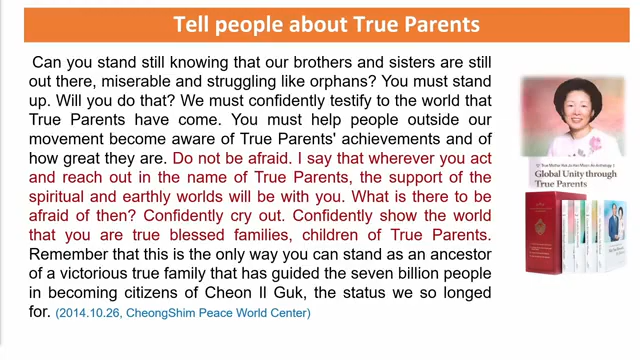 Tell people about True Parents
Can you stand still knowing that our brothers and sisters are still
out there, miserable and struggling like orphans? You must stand
up. Will you do that? We must confidently testify to the world that
True Parents have come. You must help people outside our
movement become aware of True Parents' achievements and of
how great they are. Do not be afraid. I say that wherever you act
and reach out in the name of True Parents, the support of the
spiritual and earthly worlds will be with you. What is there to be
afraid of then? Confidently cry out. Confidently show the world
that you are true blessed families, children of True Parents.
Remember that this is the only way you can stand as an ancestor
of a victorious true family that has guided the seven billion people
in becoming citizens of Cheon Il Guk, the status we so longed
for. (2014.10.26, CheongShim Peace World Center)
Global Unity through
True Parents